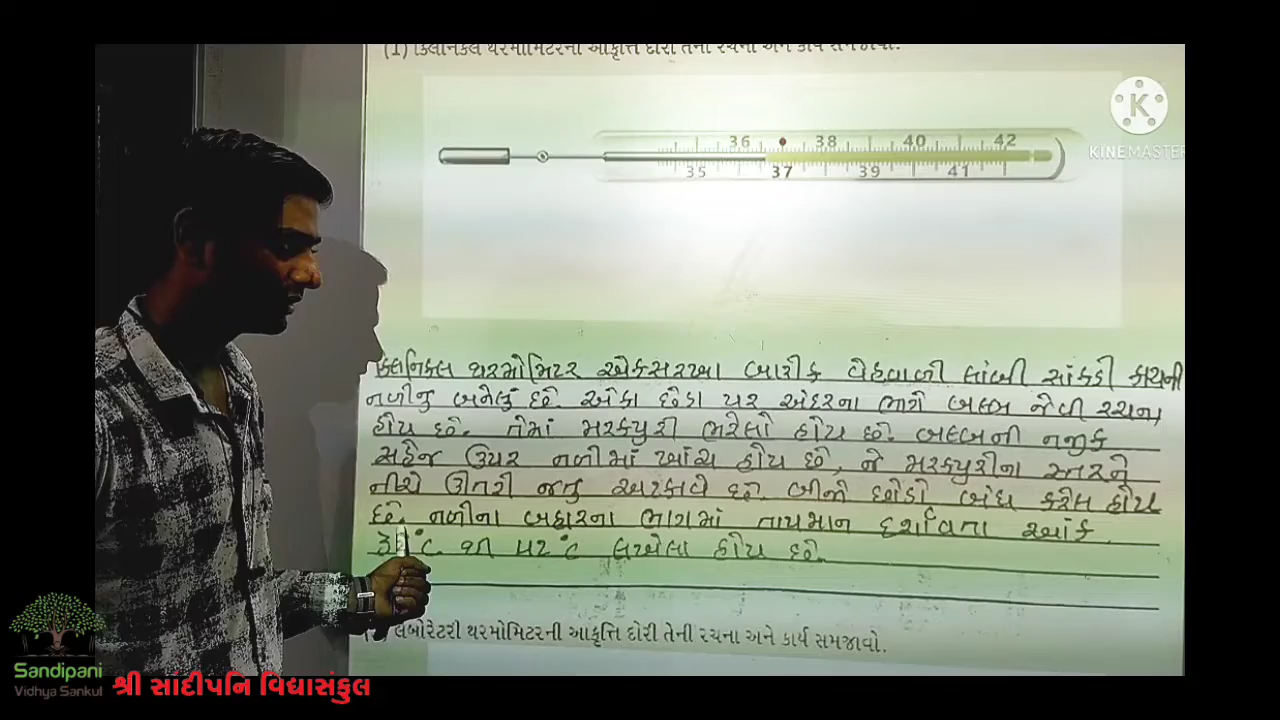 (1) ક્લિનિકલ થરમોમિટરની આકૃતિ દોરી તેની રચના અને કાર્ય સમજાવો.
K
KINEMASTER
36 38 40 42
35 37 39 41
ક્લિનિકલ થરમોમિટર એકસરખા બારીક વેહવાળી લાંબી સાંકડી કાચની
નળીનું બનેલું છે. એકા છેડા પર અંદરના ભાગે બલ્બ જેવી રચના
હોય છે. તેમાં મરક્યુરી ભરેલો હોય છે. બલ્બની નજીક
સહેજ ઉપર નળીમાં ખાંચ હોય છે, જે મરક્યુરીના સ્તરને
નીચે ઊતરી જતુ અટકાવે છે. બીજો છેડો બંધ કરેલ હોય
છે. નળીના બહારના ભાગમાં તાપમાન દર્શાવતા આંક
°C થી ૪૨ °C લખેલા હોય છે.
લેબોરેટરી થરમોમિટરની આકૃતિ દોરી તેની રચના અને કાર્ય સમજાવો.
Sandipani
Vidhya Sankul
શ્રી સાદીપનિ વિદ્યાસંકુલ